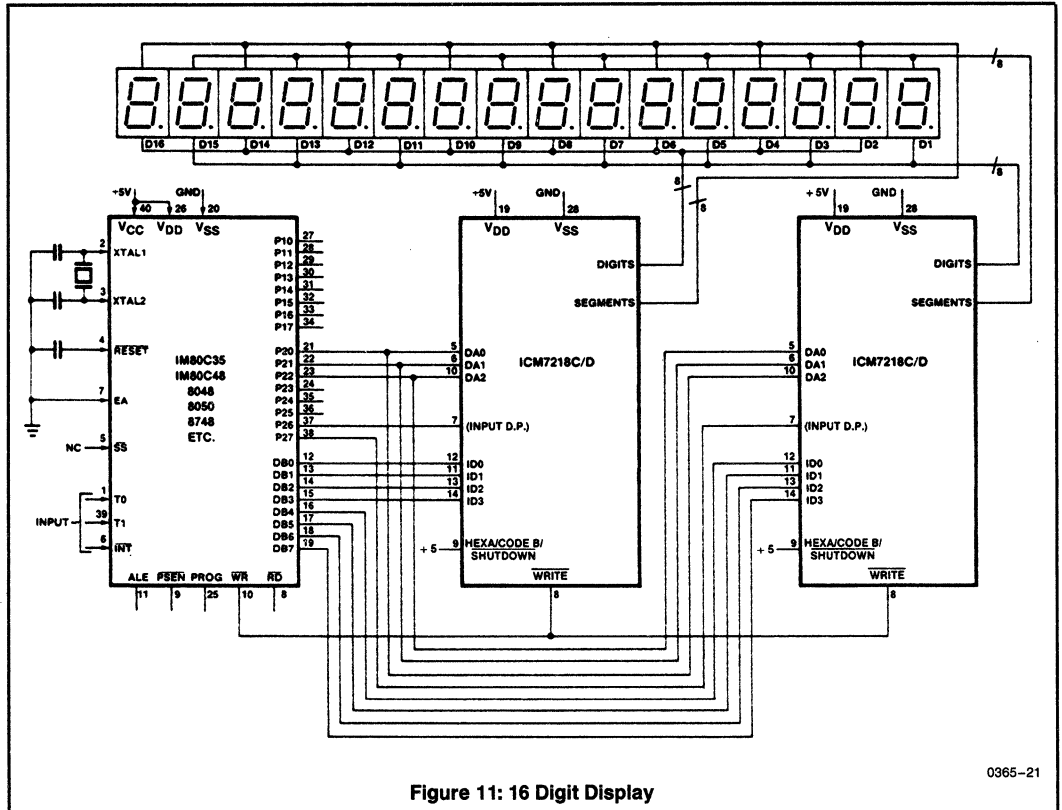 8
D16 D15 D14 D13 D12 D11 D10 D9 D8 D7 D6 D5 D4 D3 D2 D1
8
8
8
+5V GND
40 26 20
VCC VDD VSS
2 XTAL1
3 XTAL2
4 RESET
7 EA
NC 5 SS
INPUT
1 T0
39 T1
6 INT
IM80C35
IM80C48
8048
8050
8748
ETC.
P10 27
P11 28
P12 29
P13 30
P14 31
P15 32
P16 33
P17 34
P20 21
P21 22
P22 23
P23 24
P24 35
P25 36
P26 37
P27 38
DB0 12
DB1 13
DB2 14
DB3 15
DB4 16
DB5 17
DB6 18
DB7 19
ALE PSEN PROG WR RD
11 9 25 10 8
+5V GND
19 28
VDD VSS
DIGITS
SEGMENTS
ICM7218C/D
5 DA0
6 DA1
10 DA2
7 (INPUT D.P.)
12 ID0
11 ID1
13 ID2
14 ID3
+ 5 9 HEXA/CODE B/
SHUTDOWN
WRITE
8
+ 5V GND
19 28
VDD VSS
DIGITS
SEGMENTS
ICM7218C/D
5 DA0
6 DA1
10 DA2
7 (INPUT D.P.)
12 ID0
11 ID1
13 ID2
14 ID3
+ 5 9 HEXA/CODE B/
SHUTDOWN
WRITE
8
0365-21
Figure 11: 16 Digit Display